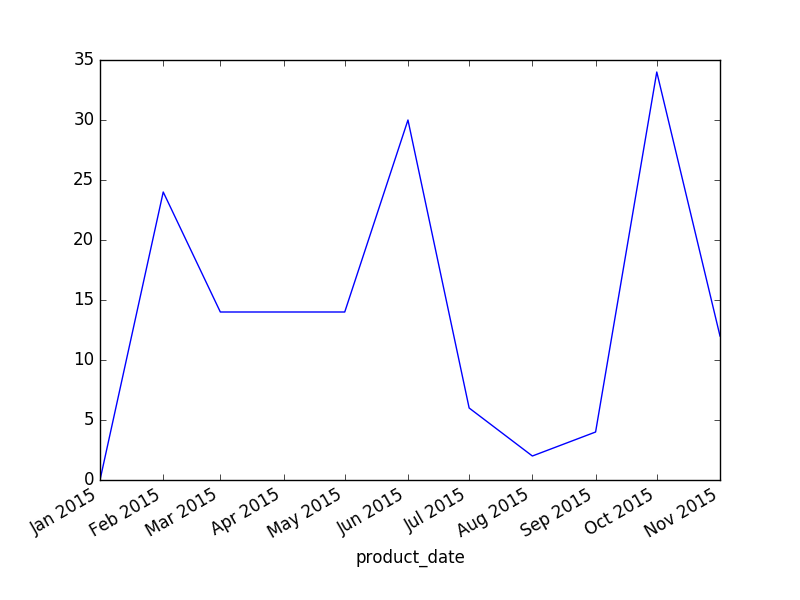 35
30
25
20
15
10
5
0
Jan 2015
Feb 2015
Mar 2015
Apr 2015
May 2015
Jun 2015
Jul 2015
Aug 2015
Sep 2015
Oct 2015
Nov 2015
product_date